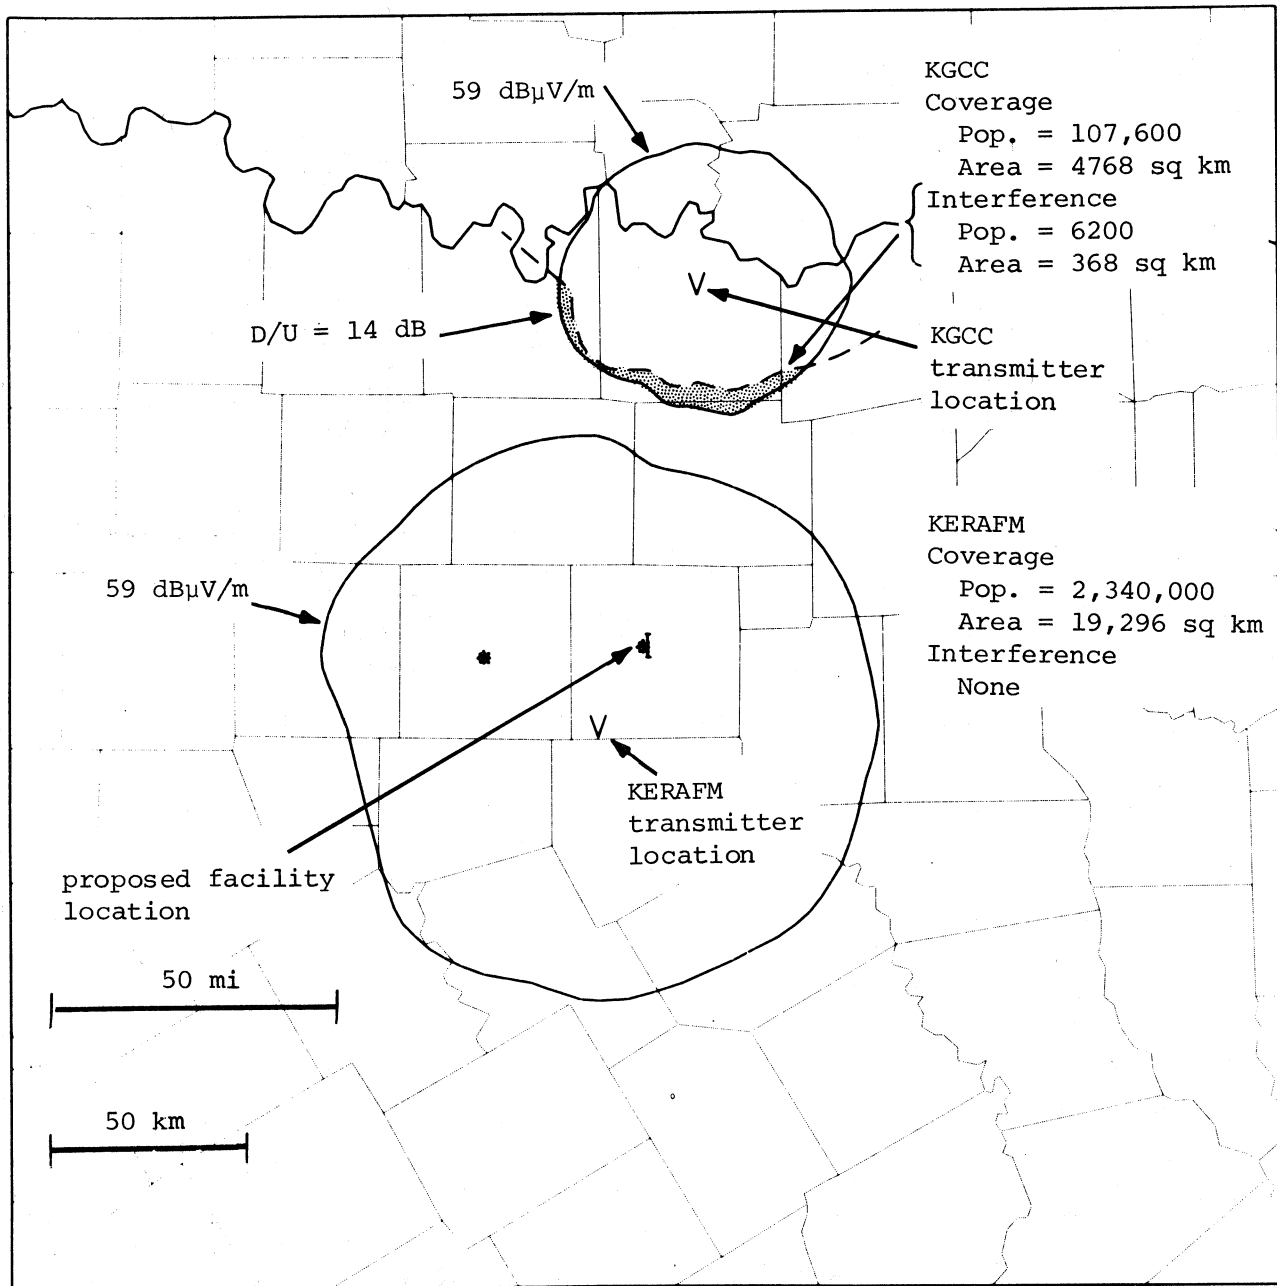 59 dBµV/m
KGCC
Coverage
Pop. = 107,600
Area = 4768 sq km
Interference
Pop. = 6200
Area = 368 sq km
V
D/U = 14 dB
KGCC
transmitter
location
KERAFM
Coverage
Pop. = 2,340,000
Area = 19,296 sq km
Interference
None
59 dBµV/m
V
KERAFM
transmitter
location
proposed facility
location
50 mi
50 km